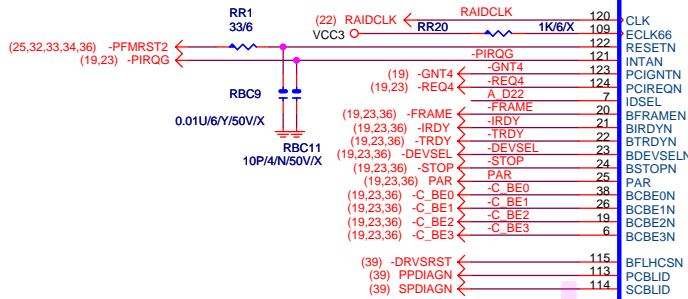 (22) RAIDCLK RAIDCLK 120 CLK
RR1
33/6
VCC3 RR20 1K/6/X 109 ECLK66
(25,32,33,34,36) -PFMRST2 122 RESETN
(19,23) -PIRQG -PIRQG 121 INTAN
(19) -GNT4 -GNT4 123 PCIGNTN
(19,23) -REQ4 -REQ4 124 PCIREQN
A_D22 7 IDSEL
RBC9
(19,23,36) -FRAME -FRAME 20 BFRAMEN
0.01U/6/Y/50V/X
(19,23,36) -IRDY -IRDY 21 BIRDYN
(19,23,36) -TRDY -TRDY 22 BTRDYN
RBC11
(19,23,36) -DEVSEL -DEVSEL 23 BDEVSELN
10P/4/N/50V/X
(19,23,36) -STOP -STOP 24 BSTOPN
(19,23,36) PAR PAR 25 PAR
(19,23,36) -C_BE0 -C_BE0 38 BCBE0N
(19,23,36) -C_BE1 -C_BE1 26 BCBE1N
(19,23,36) -C_BE2 -C_BE2 19 BCBE2N
(19,23,36) -C_BE3 -C_BE3 6 BCBE3N
(39) -DRVSRST 115 BFLHCSN
(39) PPDIAGN 113 PCBLID
(39) SPDIAGN 114 SCBLID